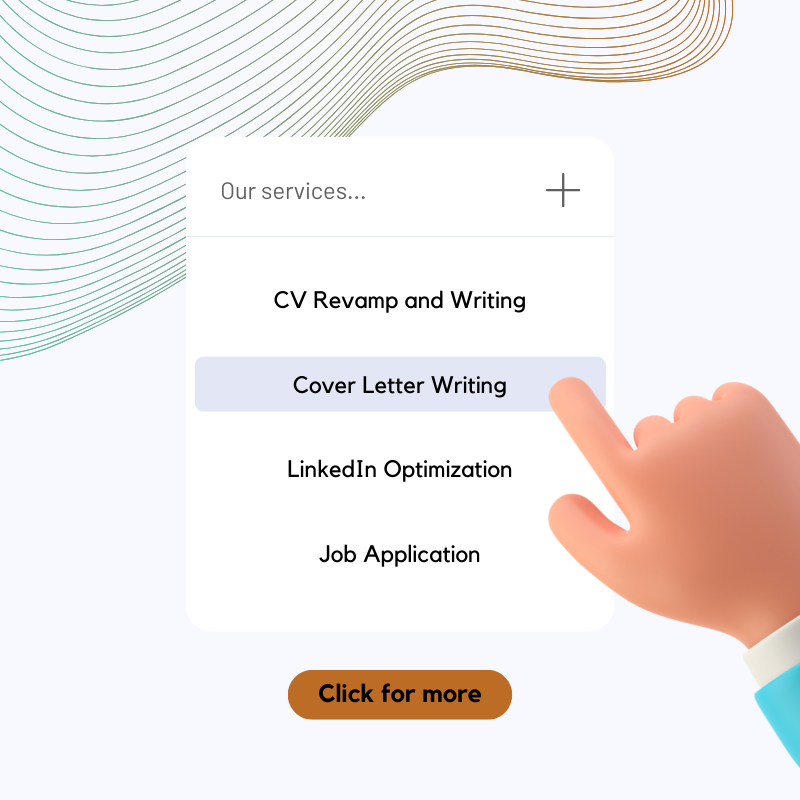 Our services...
CV Revamp and Writing
Cover Letter Writing
LinkedIn Optimization
Job Application
Click for more